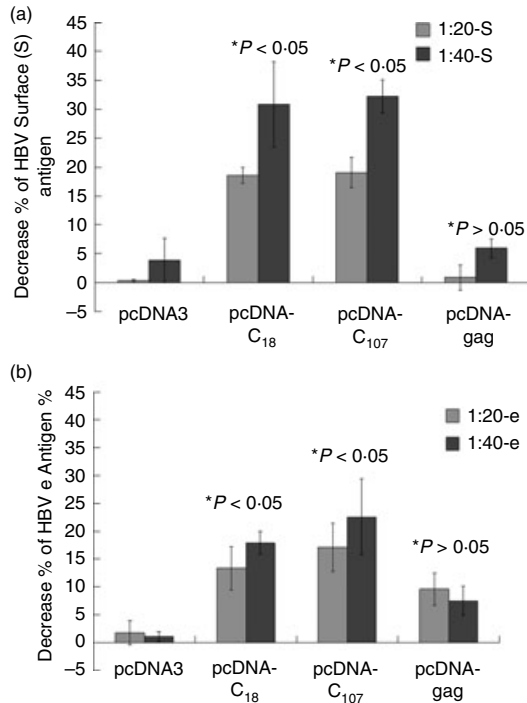 (a)
Decrease % of HBV Surface (S)
antigen
45
40
35
30
25
20
15
10
5
0
–5
1:20-S
1:40-S
*P < 0·05
*P < 0·05
*P > 0·05
pcDNA3
pcDNA-
C18
pcDNA-
C107
pcDNA-
gag
(b)
Decrease % of HBV e Antigen %
45
40
35
30
25
20
15
10
5
0
–5
1:20-e
1:40-e
*P < 0·05
*P < 0·05
*P > 0·05
pcDNA3
pcDNA-
C18
pcDNA-
C107
pcDNA-
gag